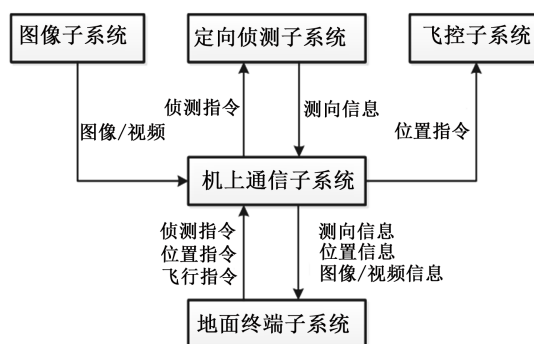 图像子系统
定向侦测子系统
飞控子系统
侦测指令
测向信息
图像/视频
位置指令
机上通信子系统
侦测指令
位置指令
飞行指令
测向信息
位置信息
图像/视频信息
地面终端子系统